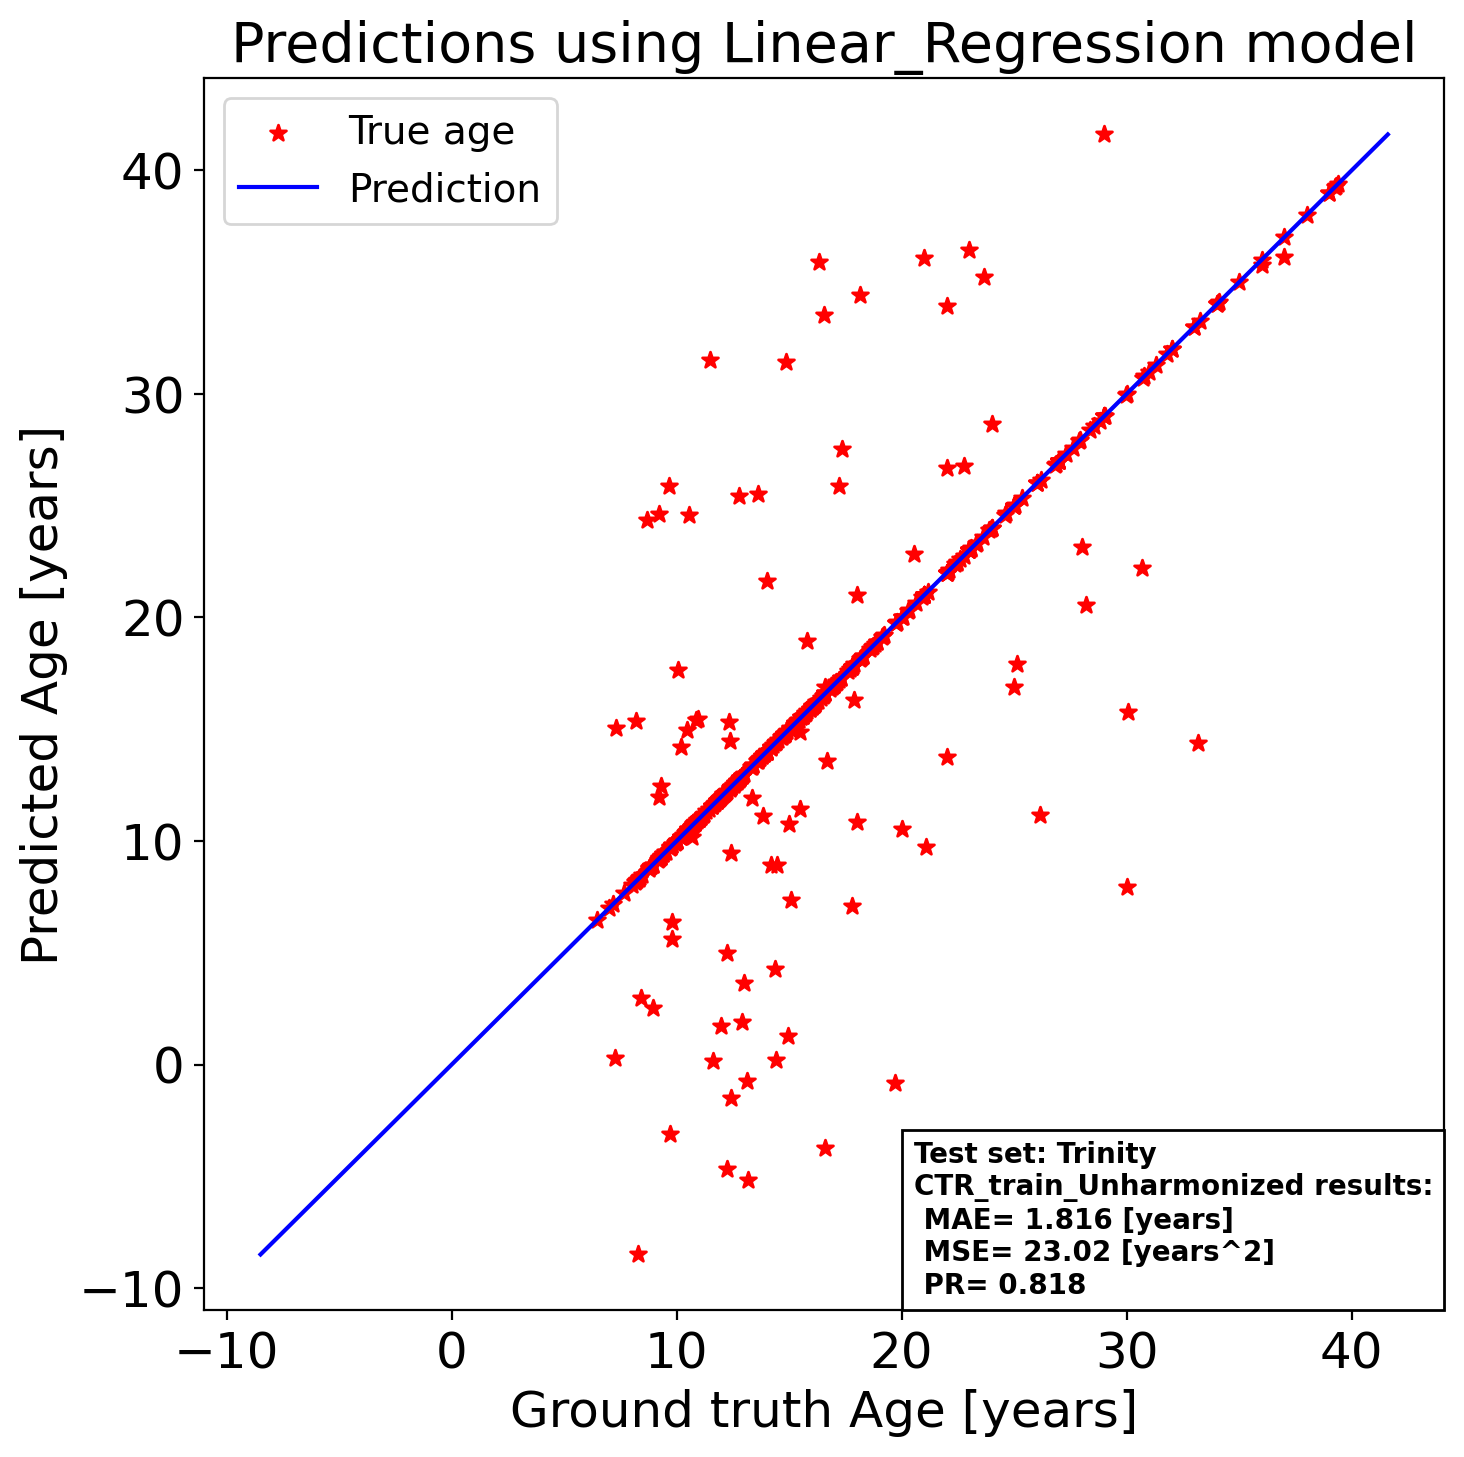 Predictions using Linear_Regression model
True age
Prediction
40
30
20
10
0
−10
Predicted Age [years]
Test set: Trinity
CTR_train_Unharmonized results:
MAE= 1.816 [years]
MSE= 23.02 [years^2]
PR= 0.818
−10
0
10
20
30
40
Ground truth Age [years]